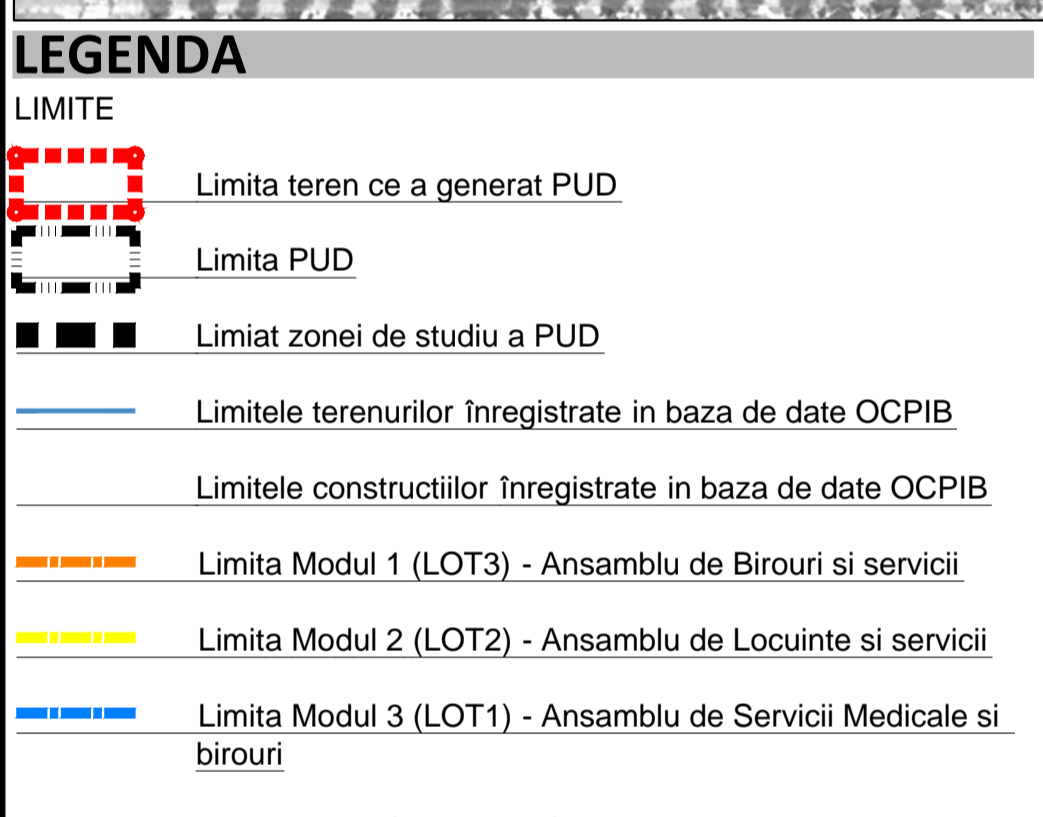 LEGENDA
LIMITE
Limita teren ce a generat PUD
Limita PUD
Limiat zonei de studiu a PUD
Limitele terenurilor înregistrate in baza de date OCPIB
Limitele constructiilor înregistrate in baza de date OCPIB
Limita Modul 1 (LOT3) - Ansamblu de Birouri si servicii
Limita Modul 2 (LOT2) - Ansamblu de Locuinte si servicii
Limita Modul 3 (LOT1) - Ansamblu de Servicii Medicale si
birouri